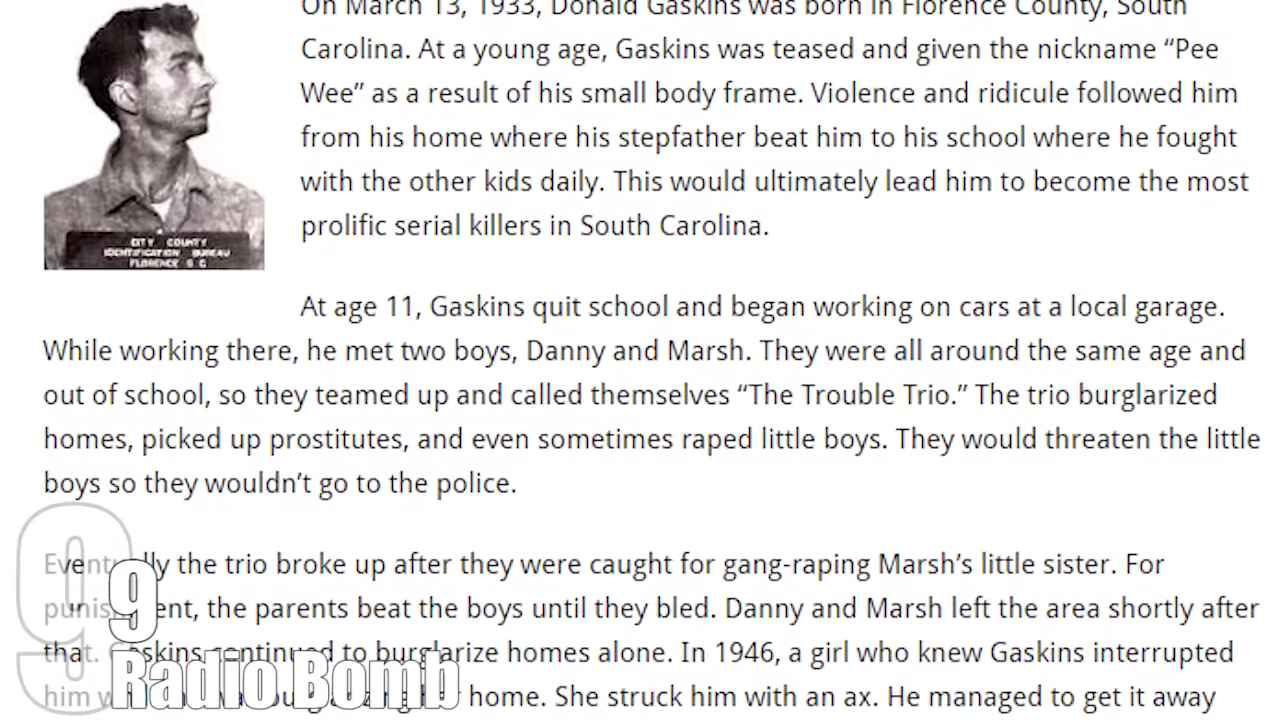 On March 13, 1933, Donald Gaskins was born in Florence County, South
Carolina. At a young age, Gaskins was teased and given the nickname “Pee
Wee” as a result of his small body frame. Violence and ridicule followed him
from his home where his stepfather beat him to his school where he fought
with the other kids daily. This would ultimately lead him to become the most
prolific serial killers in South Carolina.
CITY COUNTY
IDENTIFICATION BUREAU
FLORENCE S C
At age 11, Gaskins quit school and began working on cars at a local garage.
While working there, he met two boys, Danny and Marsh. They were all around the same age and
out of school, so they teamed up and called themselves “The Trouble Trio.” The trio burglarized
homes, picked up prostitutes, and even sometimes raped little boys. They would threaten the little
boys so they wouldn’t go to the police.
Eventually the trio broke up after they were caught for gang-raping Marsh’s little sister. For
the parents beat the boys until they bled. Danny and Marsh left the area shortly after
that. Gaskins continued to burglarize homes alone. In 1946, a girl who knew Gaskins interrupted
him home. She struck him with an ax. He managed to get it away
9
9
Radio Bomb